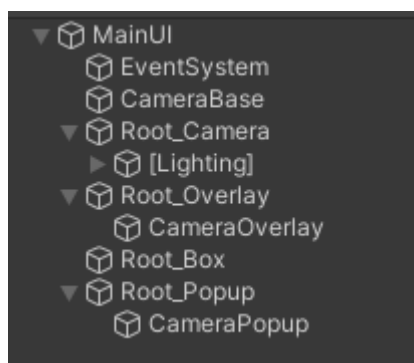 MainUI
EventSystem
CameraBase
Root_Camera
[Lighting]
Root_Overlay
CameraOverlay
Root_Box
Root_Popup
CameraPopup